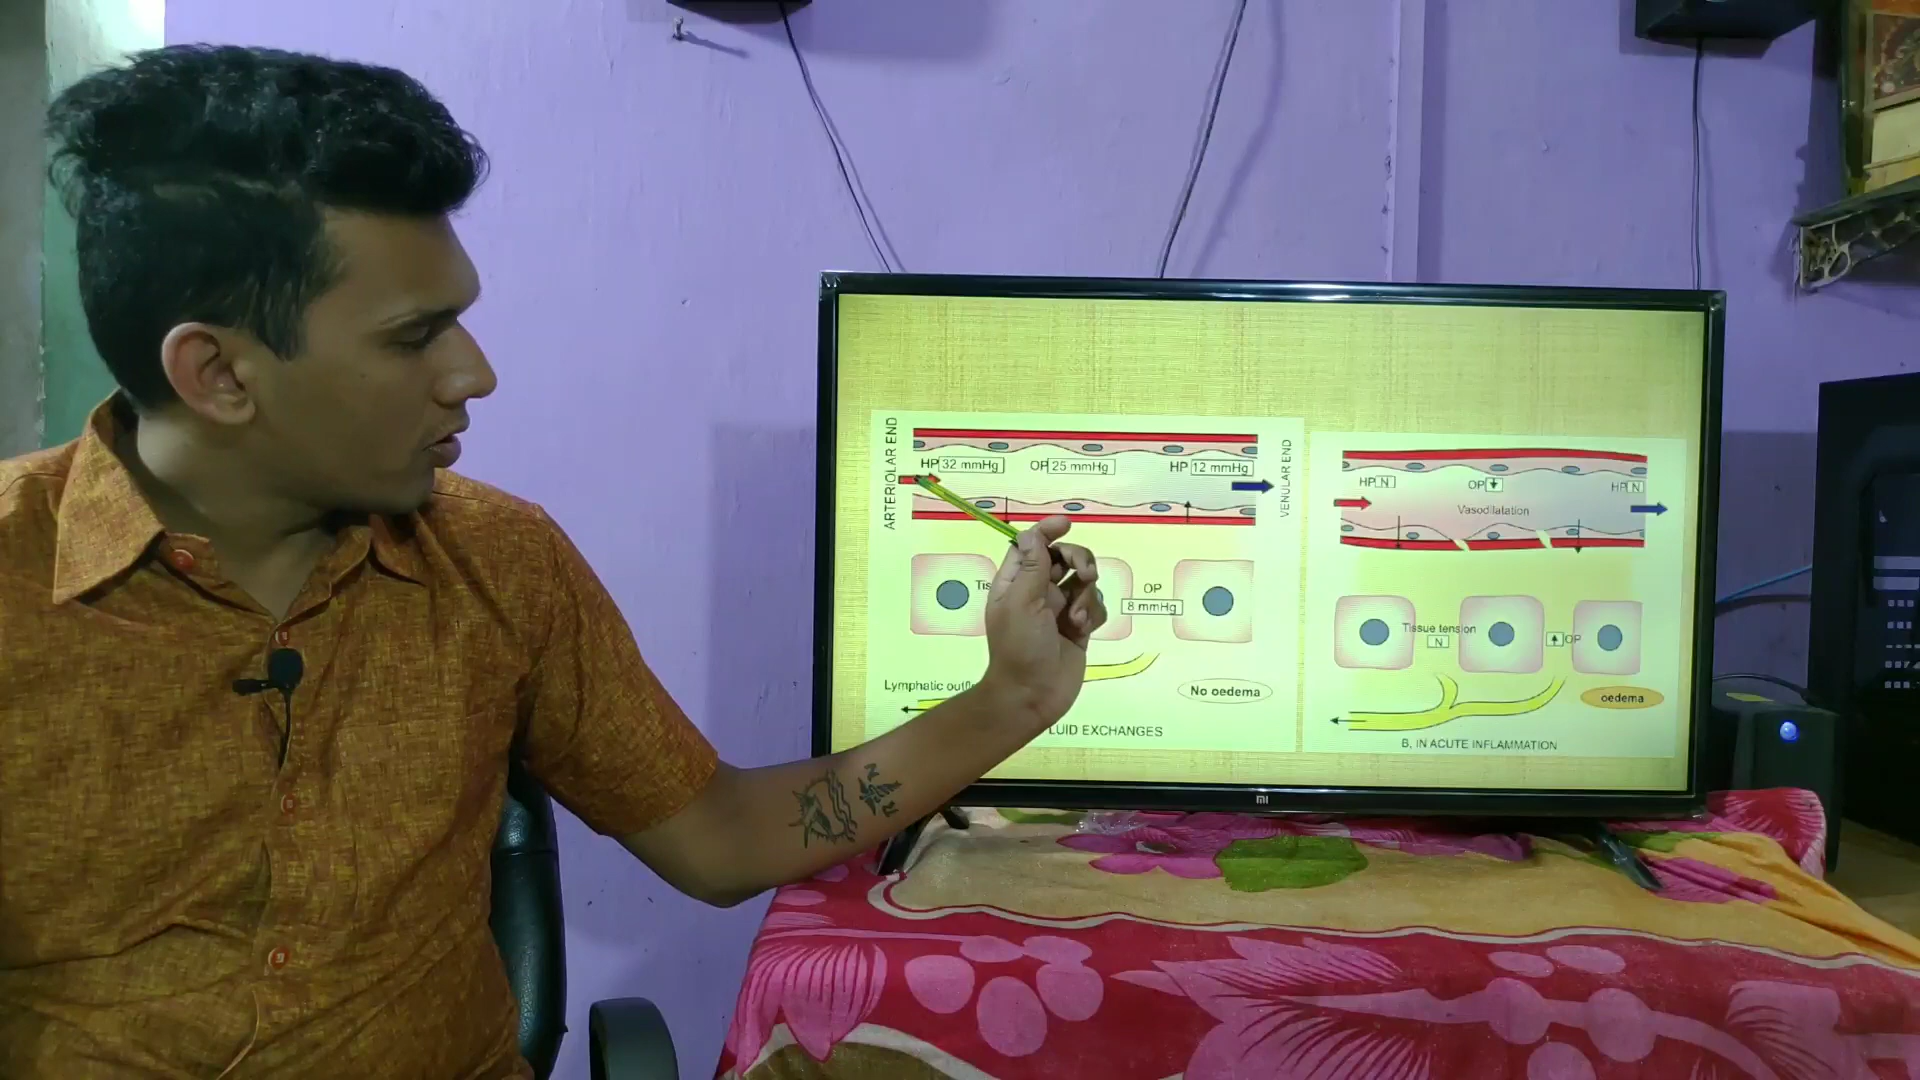 ARTERIOLAR END
HP 32 mmHg
OP 25 mmHg
HP 12 mmHg
VENULAR END
OP
8 mmHg
Lymphatic
No oedema
LUID EXCHANGES
HP N
OP
HP N
Vasodilatation
Tissue tension
N
OP
oedema
B, IN ACUTE INFLAMMATION
mi
N
R